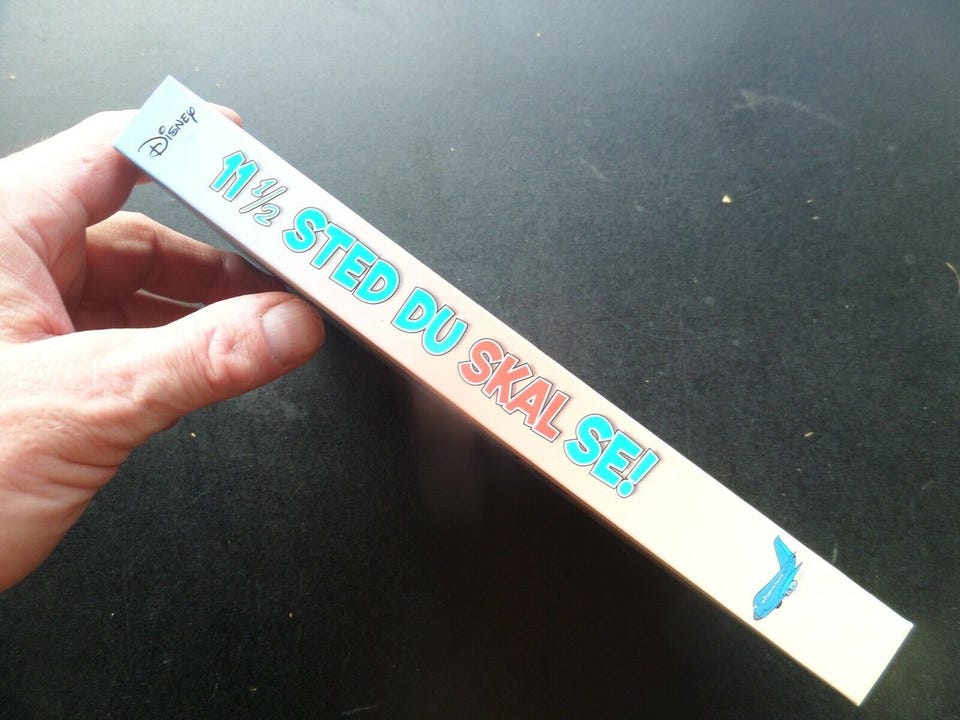 Disney
11 ½ STED DU SKAL SE!